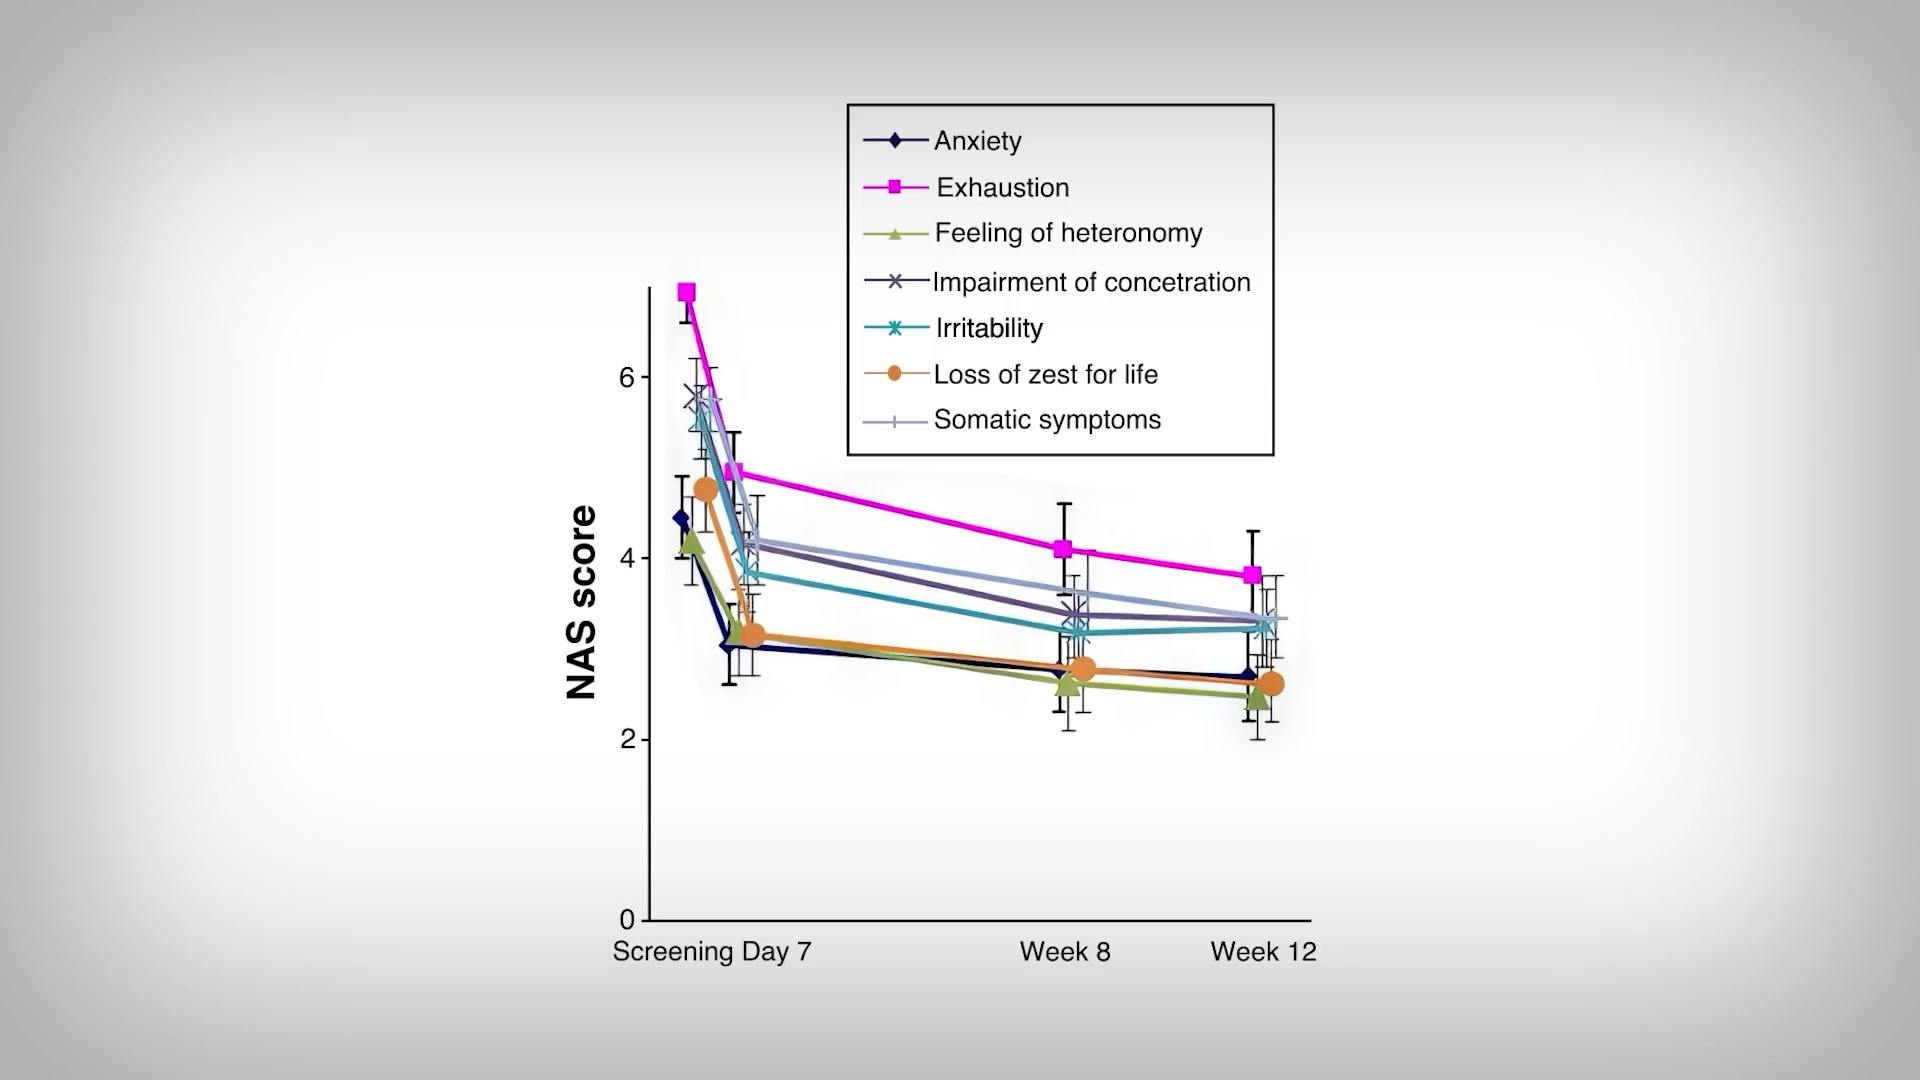 Anxiety
Exhaustion
Feeling of heteronomy
Impairment of concetration
Irritability
Loss of zest for life
Somatic symptoms
NAS score
6
4
2
0
Screening Day 7 Week 8 Week 12